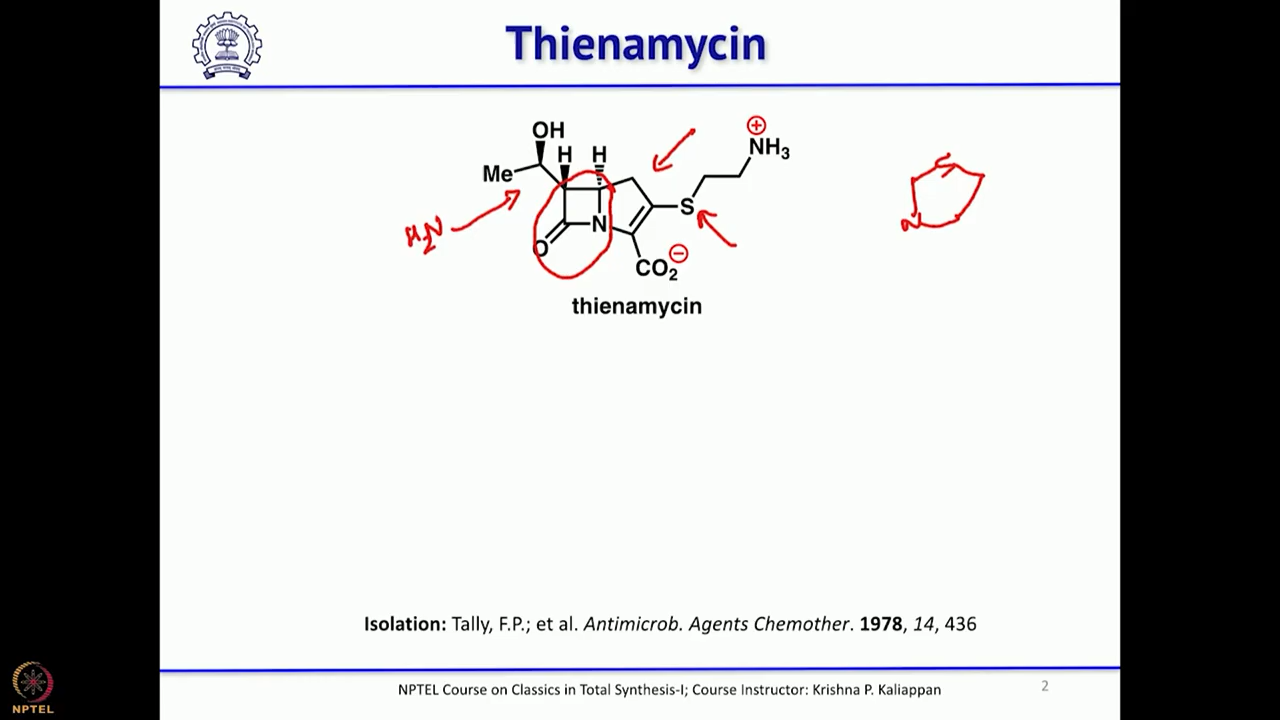 Thienamycin
OH
H H
Me
⊕
NH3
H2N
S
N
O
⊖
CO2
thienamycin
S
N
Isolation: Tally, F.P.; et al. Antimicrob. Agents Chemother. 1978, 14, 436
NPTEL Course on Classics in Total Synthesis-I; Course Instructor: Krishna P. Kaliappan
2
NPTEL